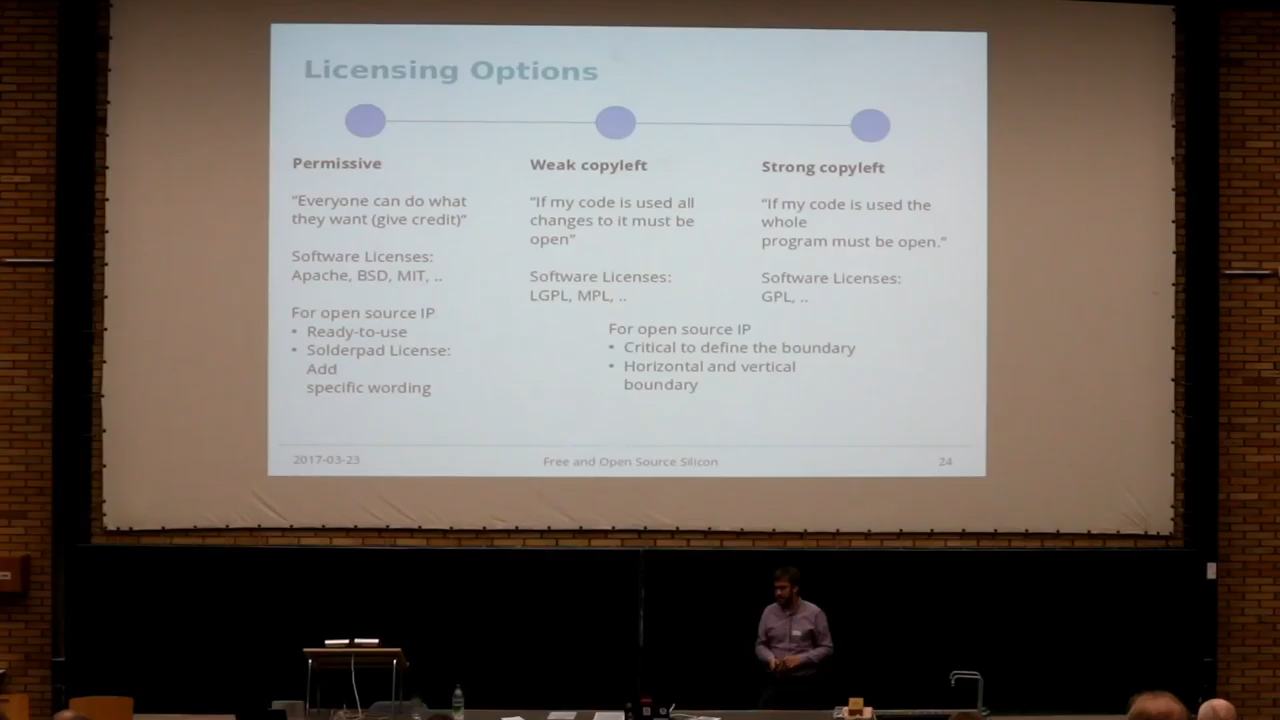 Licensing Options
Permissive
"Everyone can do what
they want (give credit)"
Software Licenses:
Apache, BSD, MIT, ..
For open source IP
• Ready-to-use
• Solderpad License:
Add
specific wording
Weak copyleft
"If my code is used all
changes to it must be
open"
Software Licenses:
LGPL, MPL, ..
Strong copyleft
"If my code is used the
whole
program must be open."
Software Licenses:
GPL, ..
For open source IP
• Critical to define the boundary
• Horizontal and vertical
boundary
2017-03-23
Free and Open Source Silicon
24